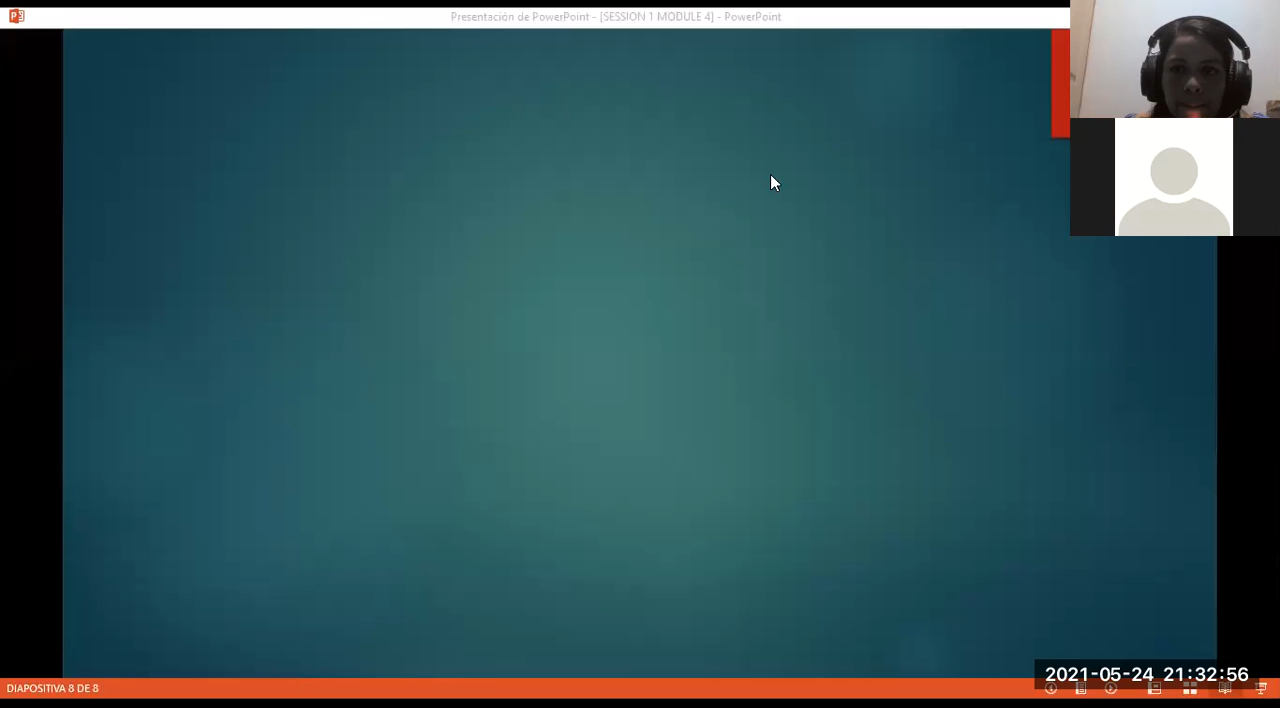 Presentación de PowerPoint - [SESSION 1 MODULE 4] - PowerPoint
2021-05-24 21:32:56
DIAPOSITIVA 8 DE 8